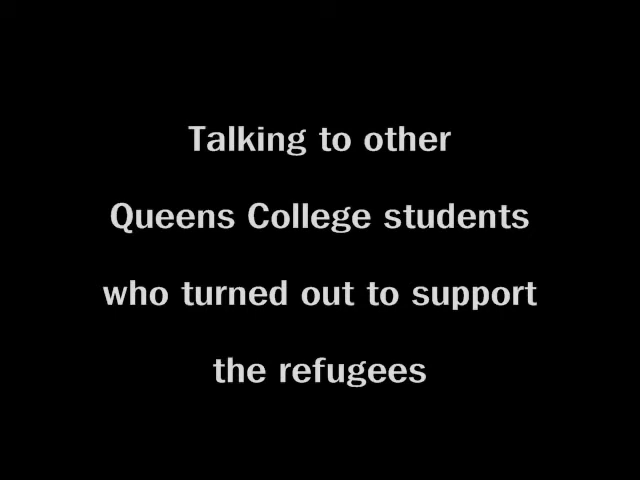 Talking to other
Queens College students
who turned out to support
the refugees